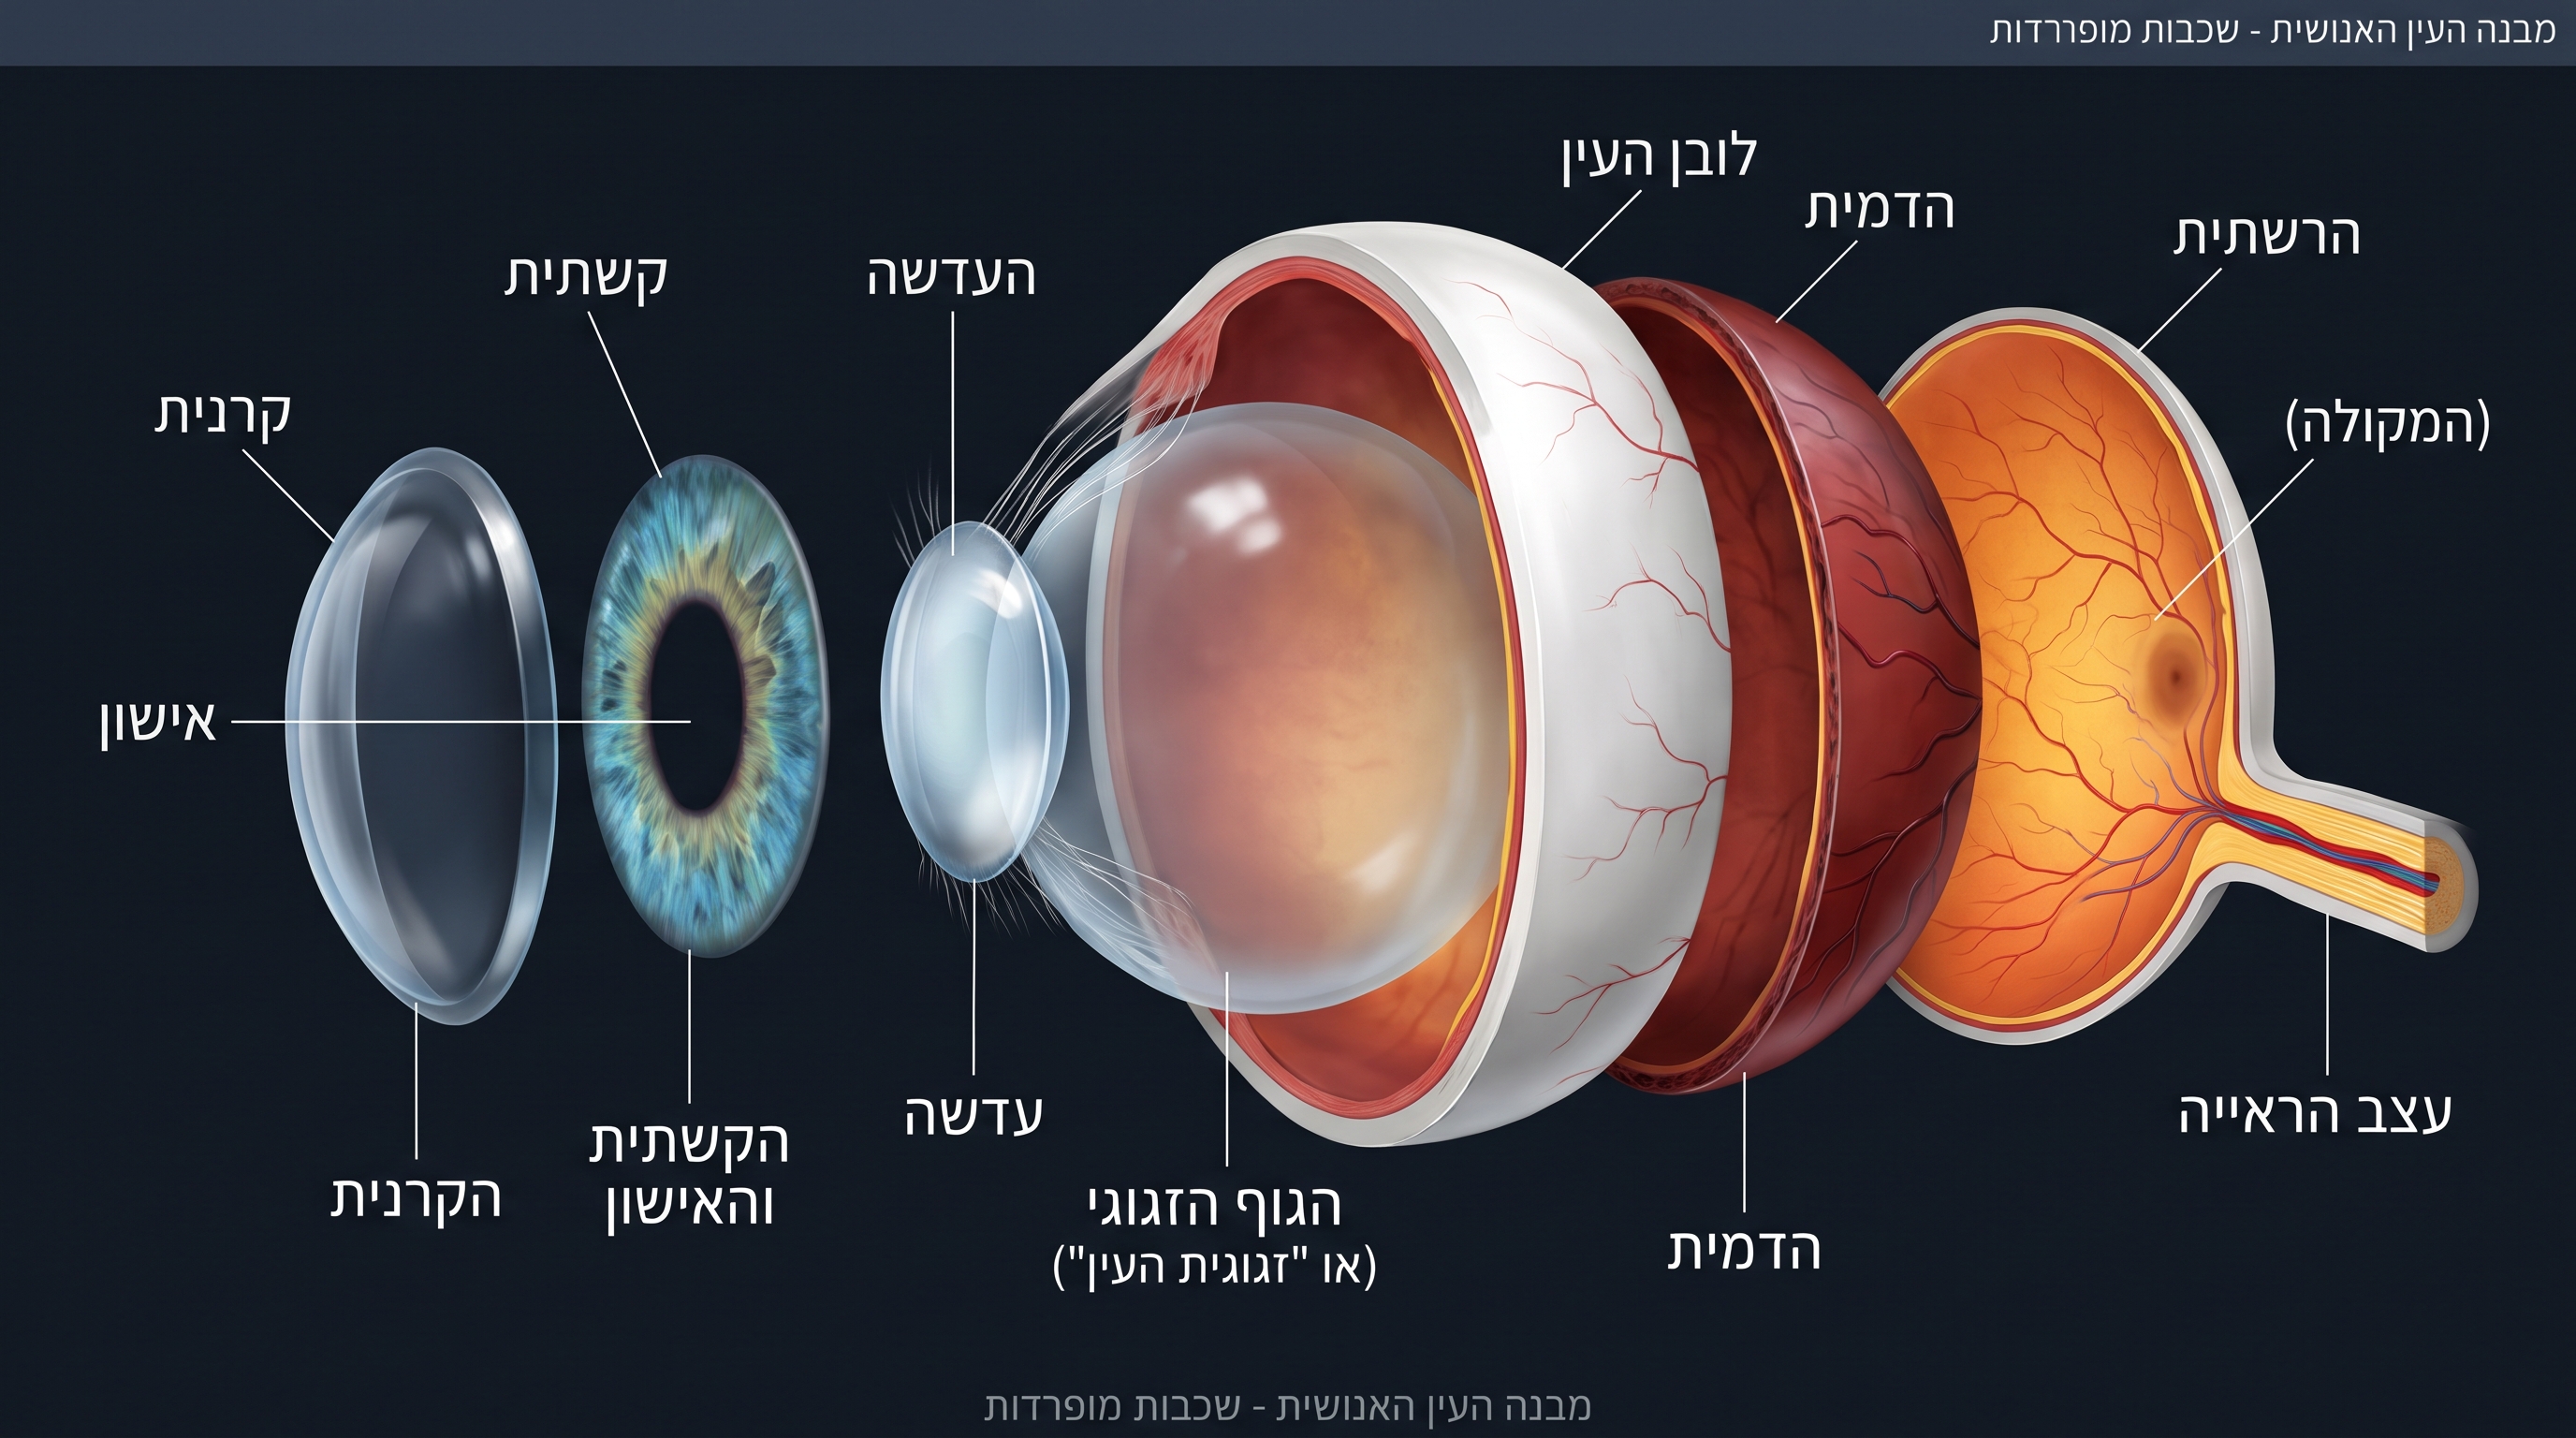 מבנה העין האנושית - שכבות מופררדות
לובן העין
הדמית
הרשתית
העדשה
קשתית
קרנית
(המקולה)
אישון
עצב הראייה
עדשה
הקשתית
והאישון
הקרנית
הגוף הזגוגי
(או "זגוגית העין")
הדמית
מבנה העין האנושית - שכבות מופרדות